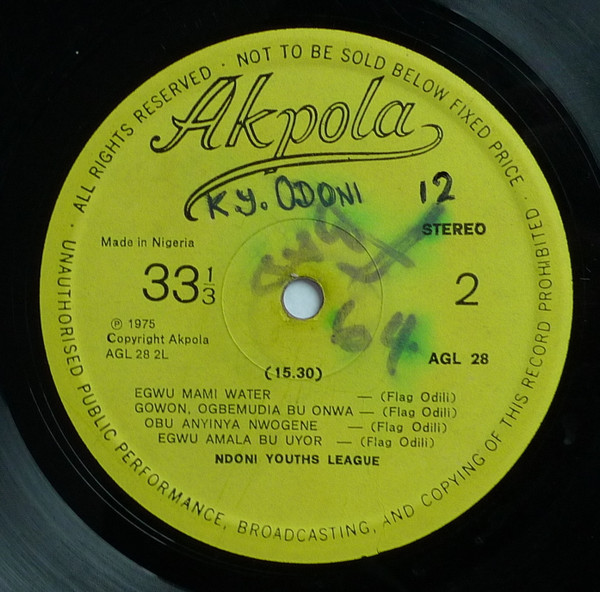 ALL RIGHTS RESERVED · NOT TO BE SOLD BELOW FIXED PRICE ·
UNAUTHORISED PUBLIC PERFORMANCE, BROADCASTING, AND COPYING OF THIS RECORD PROHIBITED ·
Akpola
K.Y. ODONI 12
STEREO
Made in Nigeria
33 1/3
2
℗ 1975
Copyright Akpola
AGL 28 2L
64
AGL 28
(15.30)
EGWU MAMI WATER — (Flag Odili)
GOWON, OGBEMUDIA BU ONWA — (Flag Odili)
OBU ANYINYA NWOGENE — (Flag Odili)
EGWU AMALA BU UYOR — (Flag Odili)
NDONI YOUTHS LEAGUE